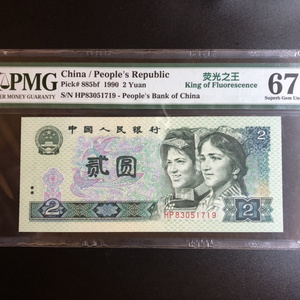 PMG
PAPER MONEY GUARANTY
China / People's Republic
Pick# 885bf 1990 2 Yuan
S/N HP83051719 - People's Bank of China
荧光之王
King of Fluorescence
67
Superb Gem Unc
中国人民银行
2
贰圆
HP83051719
2
2